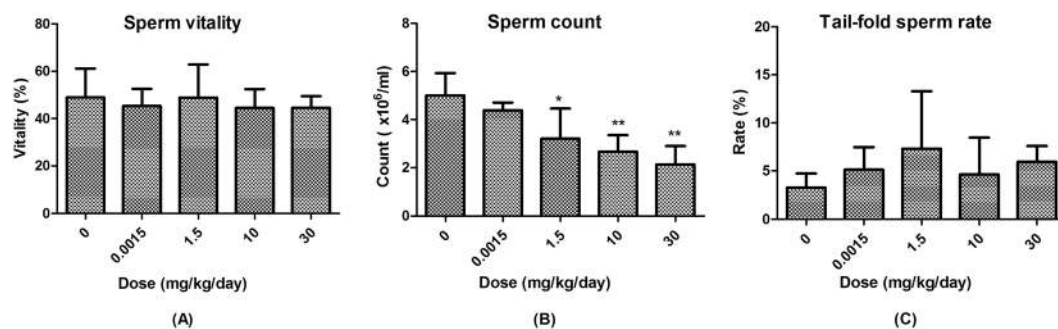 Sperm vitality
80
60
40
20
0
Vitality (%)
0
0.0015
1.5
10
30
Dose (mg/kg/day)
(A)
Sperm count
8
6
4
2
0
Count ( x10⁶/ml)
*
**
**
0
0.0015
1.5
10
30
Dose (mg/kg/day)
(B)
Tail-fold sperm rate
20
15
10
5
0
Rate (%)
0
0.0015
1.5
10
30
Dose (mg/kg/day)
(C)